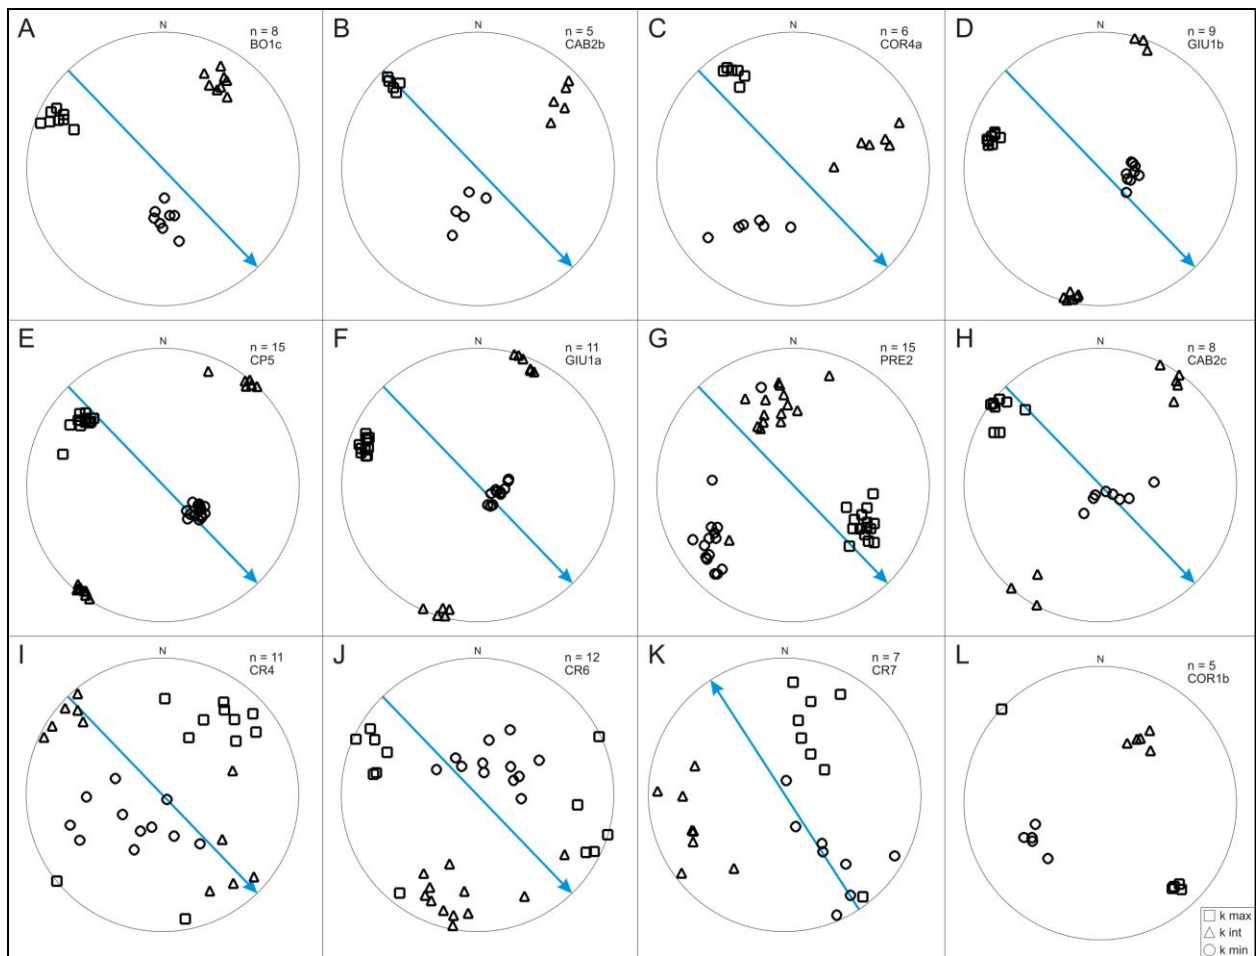 A
N
n = 8
BO1c
B
N
n = 5
CAB2b
C
N
n = 6
COR4a
D
N
n = 9
GIU1b
E
N
n = 15
CP5
F
N
n = 11
GIU1a
G
N
n = 15
PRE2
H
N
n = 8
CAB2c
I
N
n = 11
CR4
J
N
n = 12
CR6
K
N
n = 7
CR7
L
N
n = 5
COR1b
k max
k int
k min